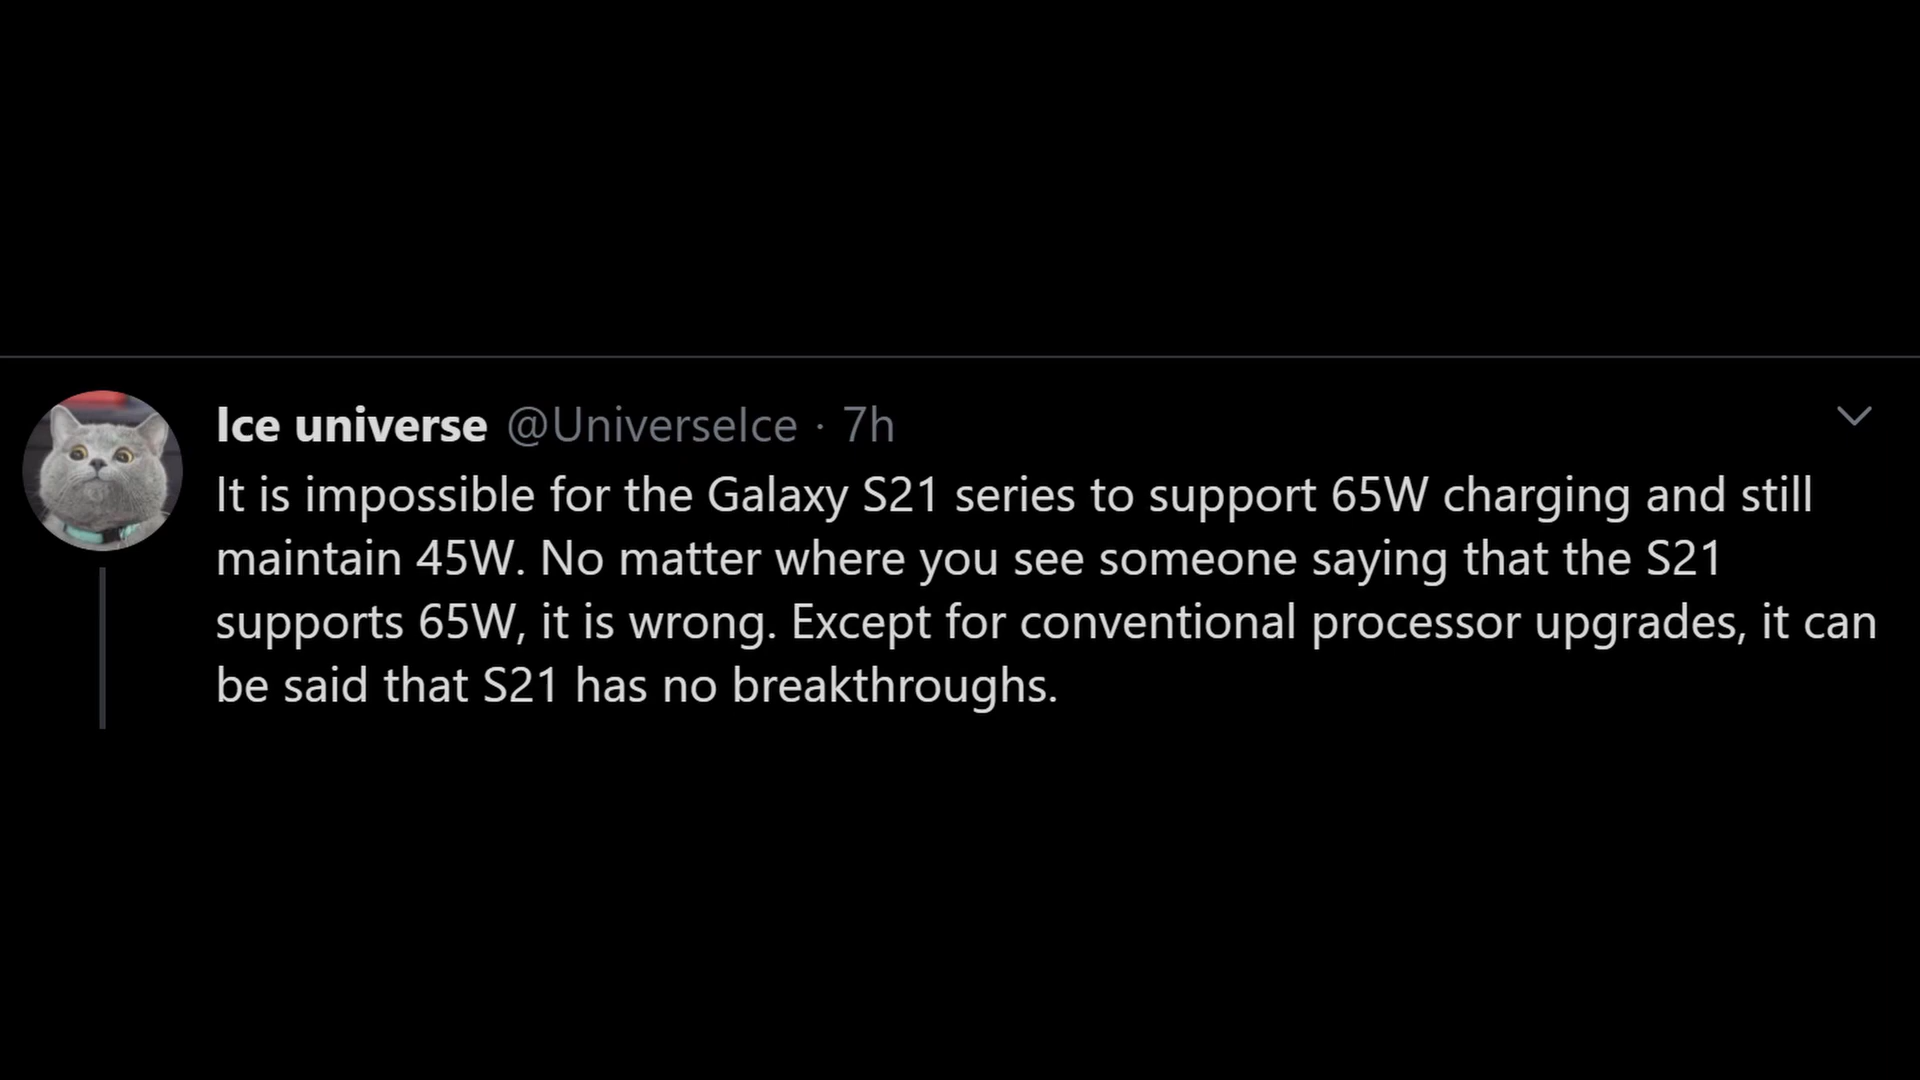 Ice universe @UniverseIce · 7h
It is impossible for the Galaxy S21 series to support 65W charging and still
maintain 45W. No matter where you see someone saying that the S21
supports 65W, it is wrong. Except for conventional processor upgrades, it can
be said that S21 has no breakthroughs.